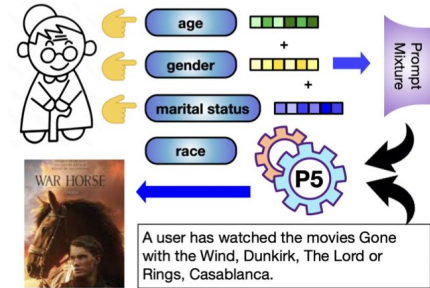 age
+
gender
+
marital status
race
Prompt
Mixture
P5
WAR HORSE
A user has watched the movies Gone
with the Wind, Dunkirk, The Lord or
Rings, Casablanca.